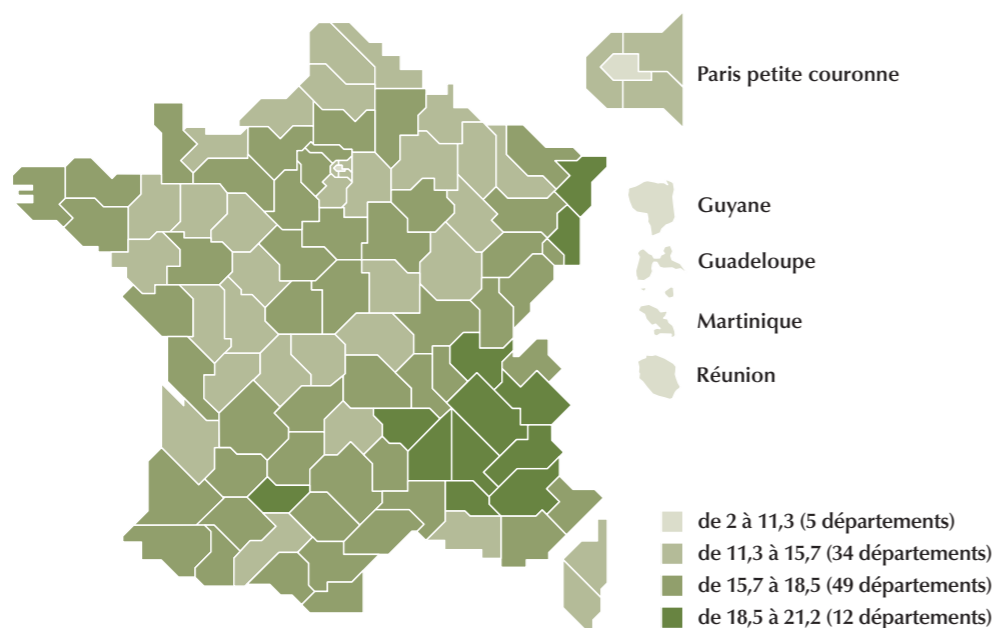 Paris petite couronne
Guyane
Guadeloupe
Martinique
Réunion
de 2 à 11,3 (5 départements)
de 11,3 à 15,7 (34 départements)
de 15,7 à 18,5 (49 départements)
de 18,5 à 21,2 (12 départements)